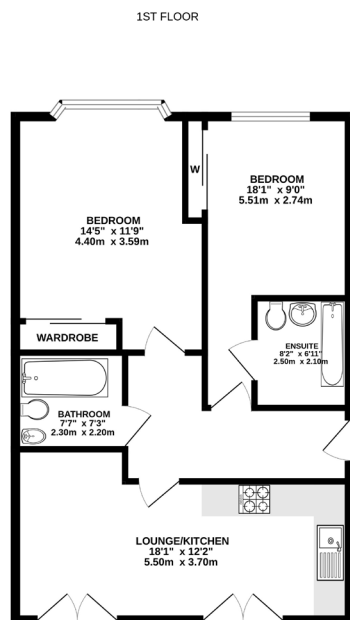 1ST FLOOR
W
BEDROOM
18'1" x 9'0"
5.51m x 2.74m
BEDROOM
14'5" x 11'9"
4.40m x 3.59m
WARDROBE
ENSUITE
8'2" x 6'11"
2.50m x 2.10m
BATHROOM
7'7" x 7'3"
2.30m x 2.20m
LOUNGE/KITCHEN
18'1" x 12'2"
5.50m x 3.70m